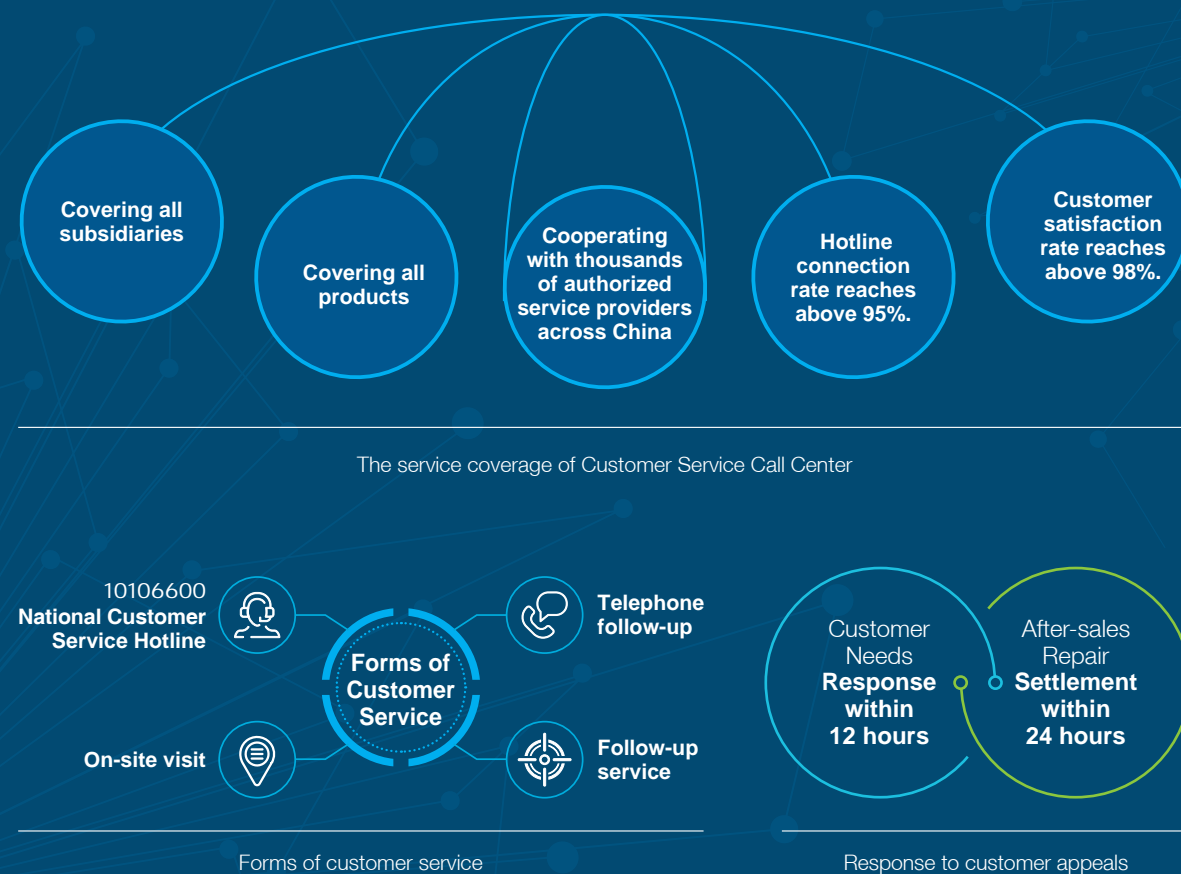 Covering all
subsidiaries
Covering all
products
Cooperating
with thousands
of authorized
service providers
across China
Hotline
connection
rate reaches
above 95%.
Customer
satisfaction
rate reaches
above 98%.
The service coverage of Customer Service Call Center
10106600
National Customer
Service Hotline
On-site visit
Forms of
Customer
Service
Telephone
follow-up
Follow-up
service
Forms of customer service
Customer
Needs
Response
within
12 hours
After-sales
Repair
Settlement
within
24 hours
Response to customer appeals